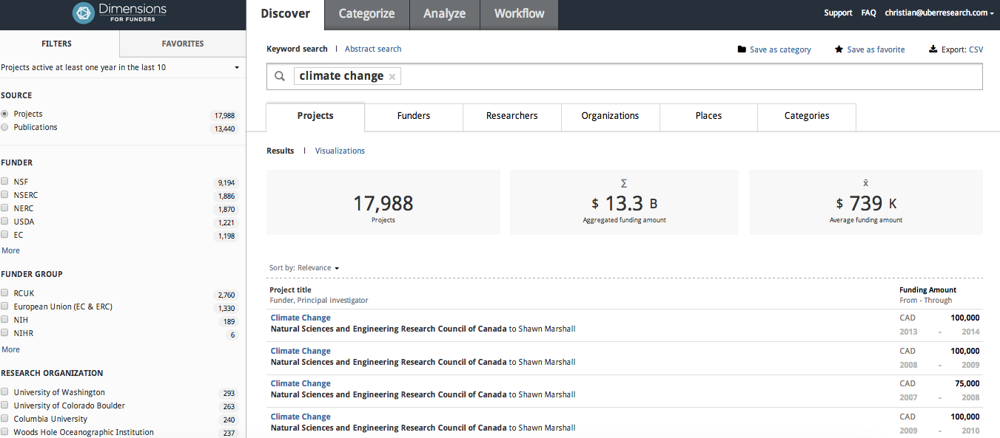 Dimensions
FOR FUNDERS
Discover
Categorize
Analyze
Workflow
Support FAQ christian@uberresearch.com
FILTERS
FAVORITES
Projects active at least one year in the last 10
SOURCE
Projects 17,988
Publications 13,440
FUNDER
NSF 9,194
NSERC 1,886
NERC 1,870
USDA 1,221
EC 1,198
More
FUNDER GROUP
RCUK 2,760
European Union (EC & ERC) 1,330
NIH 189
NIHR 6
More
RESEARCH ORGANIZATION
University of Washington 293
University of Colorado Boulder 263
Columbia University 240
Woods Hole Oceanographic Institution 237
Keyword search | Abstract search
Save as category Save as favorite Export: CSV
climate change ×
Projects
Funders
Researchers
Organizations
Places
Categories
Results | Visualizations
17,988
Projects
Σ
$ 13.3 B
Aggregated funding amount
x̄
$ 739 K
Average funding amount
Sort by: Relevance
Project title Funding Amount
Funder, Principal investigator From - Through
Climate Change CAD 100,000
Natural Sciences and Engineering Research Council of Canada to Shawn Marshall 2013 - 2014
Climate Change CAD 100,000
Natural Sciences and Engineering Research Council of Canada to Shawn Marshall 2008 - 2009
Climate Change CAD 75,000
Natural Sciences and Engineering Research Council of Canada to Shawn Marshall 2007 - 2008
Climate Change CAD 100,000
Natural Sciences and Engineering Research Council of Canada to Shawn Marshall 2009 - 2010